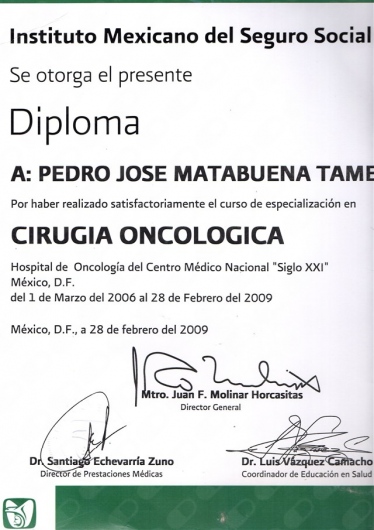 Instituto Mexicano del Seguro Social
Se otorga el presente
Diploma
A: PEDRO JOSE MATABUENA TAME
Por haber realizado satisfactoriamente el curso de especialización en
CIRUGIA ONCOLOGICA
Hospital de Oncología del Centro Médico Nacional "Siglo XXI"
México, D.F.
del 1 de Marzo del 2006 al 28 de Febrero del 2009
México, D.F., a 28 de febrero del 2009
Mtro. Juan F. Molinar Horcasitas
Director General
Dr. Santiago Echevarría Zuno
Director de Prestaciones Médicas
Dr. Luis Vázquez Camacho
Coordinador de Educación en Salud